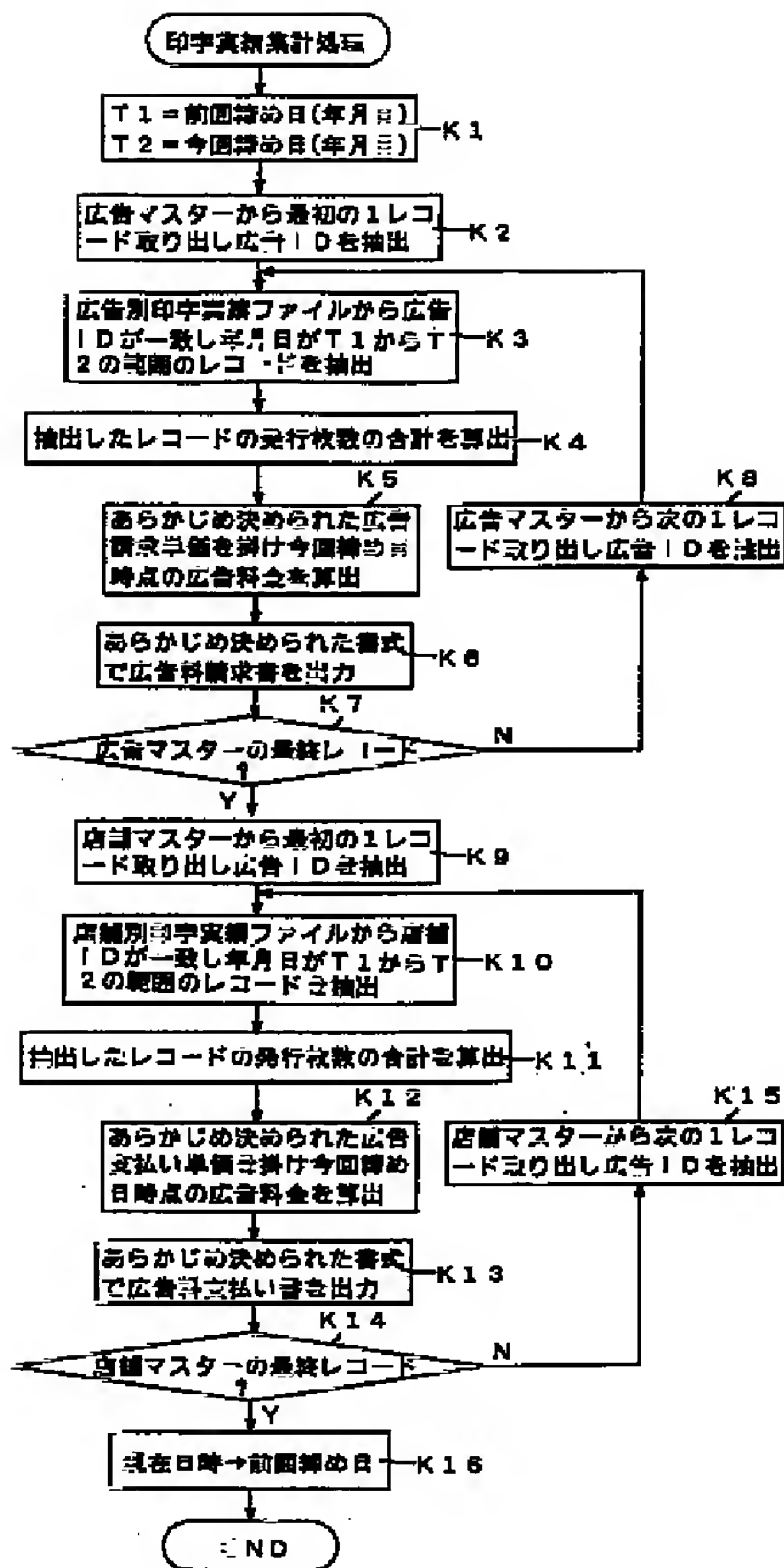 印字実績集計処理
T1=前回締め日(年月日)
T2=今回締め日(年月日)
K1
広告マスターから最初の1レコ
ード取り出し広告IDを抽出
K2
広告別印字実績ファイルから広告
IDが一致し年月日がT1からT
2の範囲のレコードを抽出
K3
抽出したレコードの発行枚数の合計を算出
K4
K5
あらかじめ決められた広告
請求単価を掛け今回締め日
時点の広告料金を算出
K8
広告マスターから次の1レコ
ード取り出し広告IDを抽出
あらかじめ決められた書式
で広告料請求書を出力
K6
K7
広告マスターの最終レコード
?
N
Y
店舗マスターから最初の1レコ
ード取り出し広告IDを抽出
K9
店舗別印字実績ファイルから店舗
IDが一致し年月日がT1からT
2の範囲のレコードを抽出
K10
抽出したレコードの発行枚数の合計を算出
K11
K12
あらかじめ決められた広告
支払い単価を掛け今回締め
日時点の広告料金を算出
K15
店舗マスターから次の1レコ
ード取り出し広告IDを抽出
あらかじめ決められた書式
で広告料支払い書を出力
K13
K14
店舗マスターの最終レコード
?
N
Y
現在日時→前回締め日
K16
END